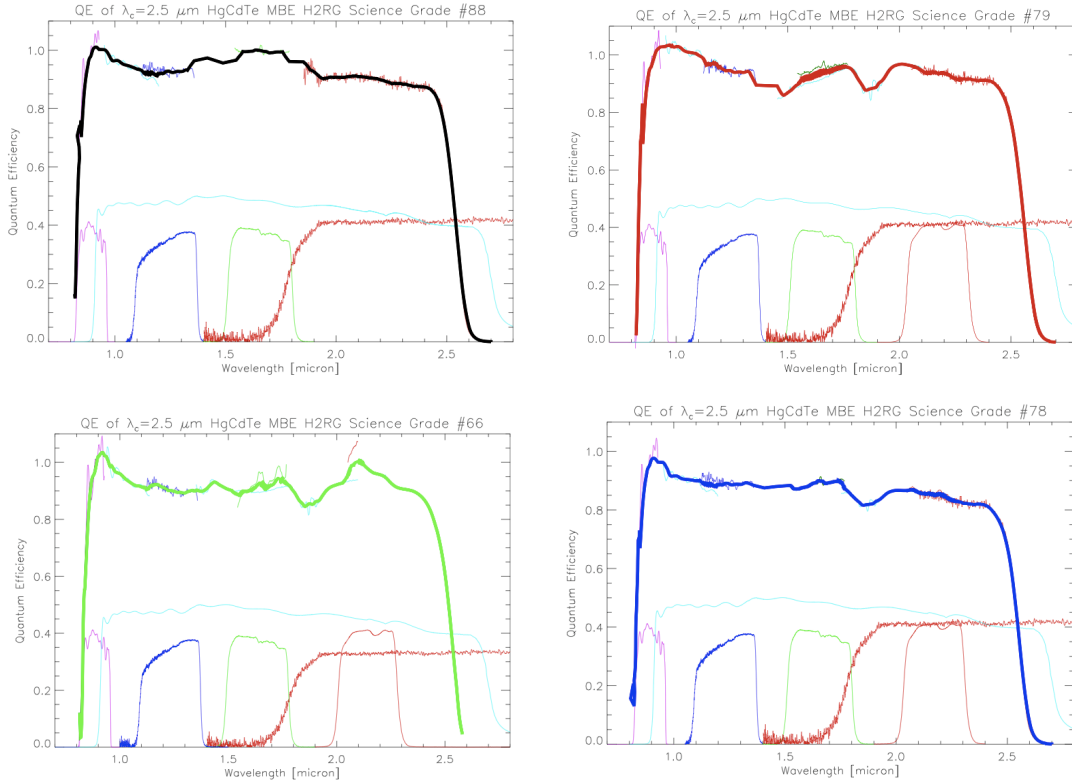 QE of λc=2.5 μm HgCdTe MBE H2RG Science Grade #88
Quantum Efficiency
1.0
0.8
0.6
0.4
0.2
0.0
1.0 1.5 2.0 2.5
Wavelength [micron]
QE of λc=2.5 μm HgCdTe MBE H2RG Science Grade #79
Quantum Efficiency
1.0
0.8
0.6
0.4
0.2
0.0
1.0 1.5 2.0 2.5
Wavelength [micron]
QE of λc=2.5 μm HgCdTe MBE H2RG Science Grade #66
Quantum Efficiency
1.0
0.8
0.6
0.4
0.2
0.0
1.0 1.5 2.0 2.5
Wavelength [micron]
QE of λc=2.5 μm HgCdTe MBE H2RG Science Grade #78
Quantum Efficiency
1.0
0.8
0.6
0.4
0.2
0.0
1.0 1.5 2.0 2.5
Wavelength [micron]